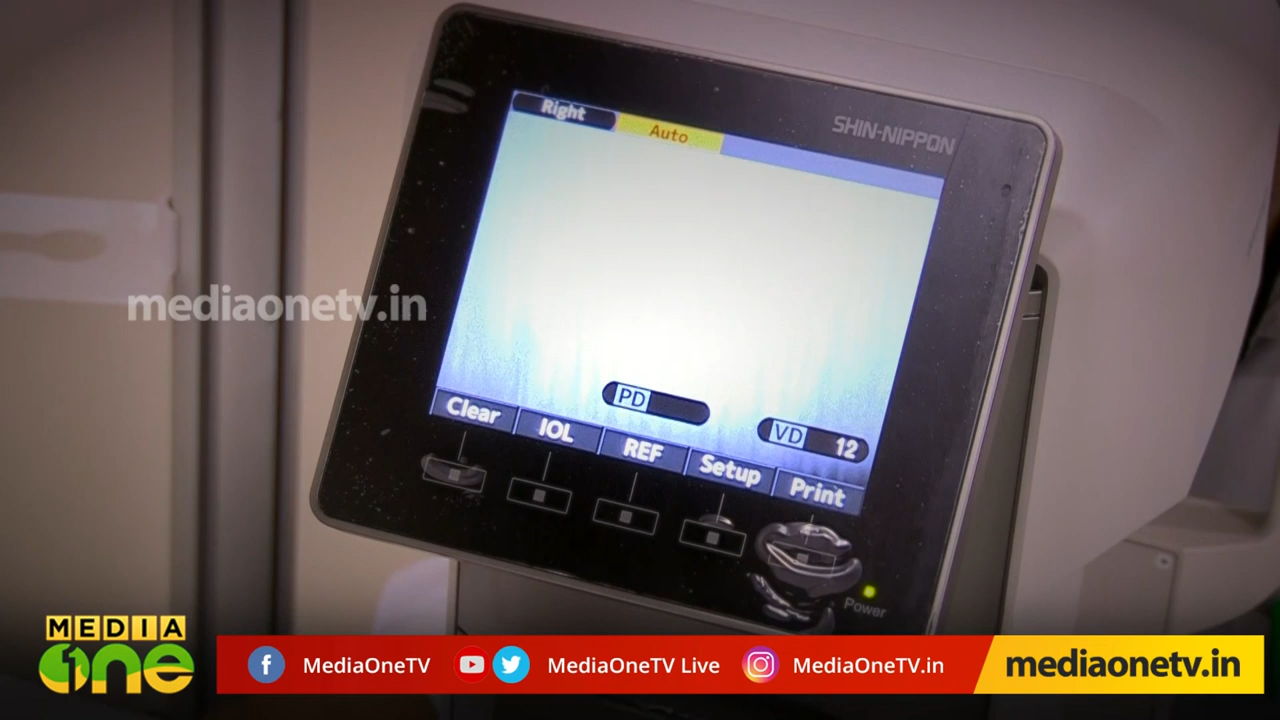 Right
Auto
SHIN-NIPPON
mediaonetv.in
PD
VD 12
Clear IOL REF Setup Print
Power
MEDIA
one
MediaOneTV MediaOneTV Live MediaOneTV.in mediaonetv.in